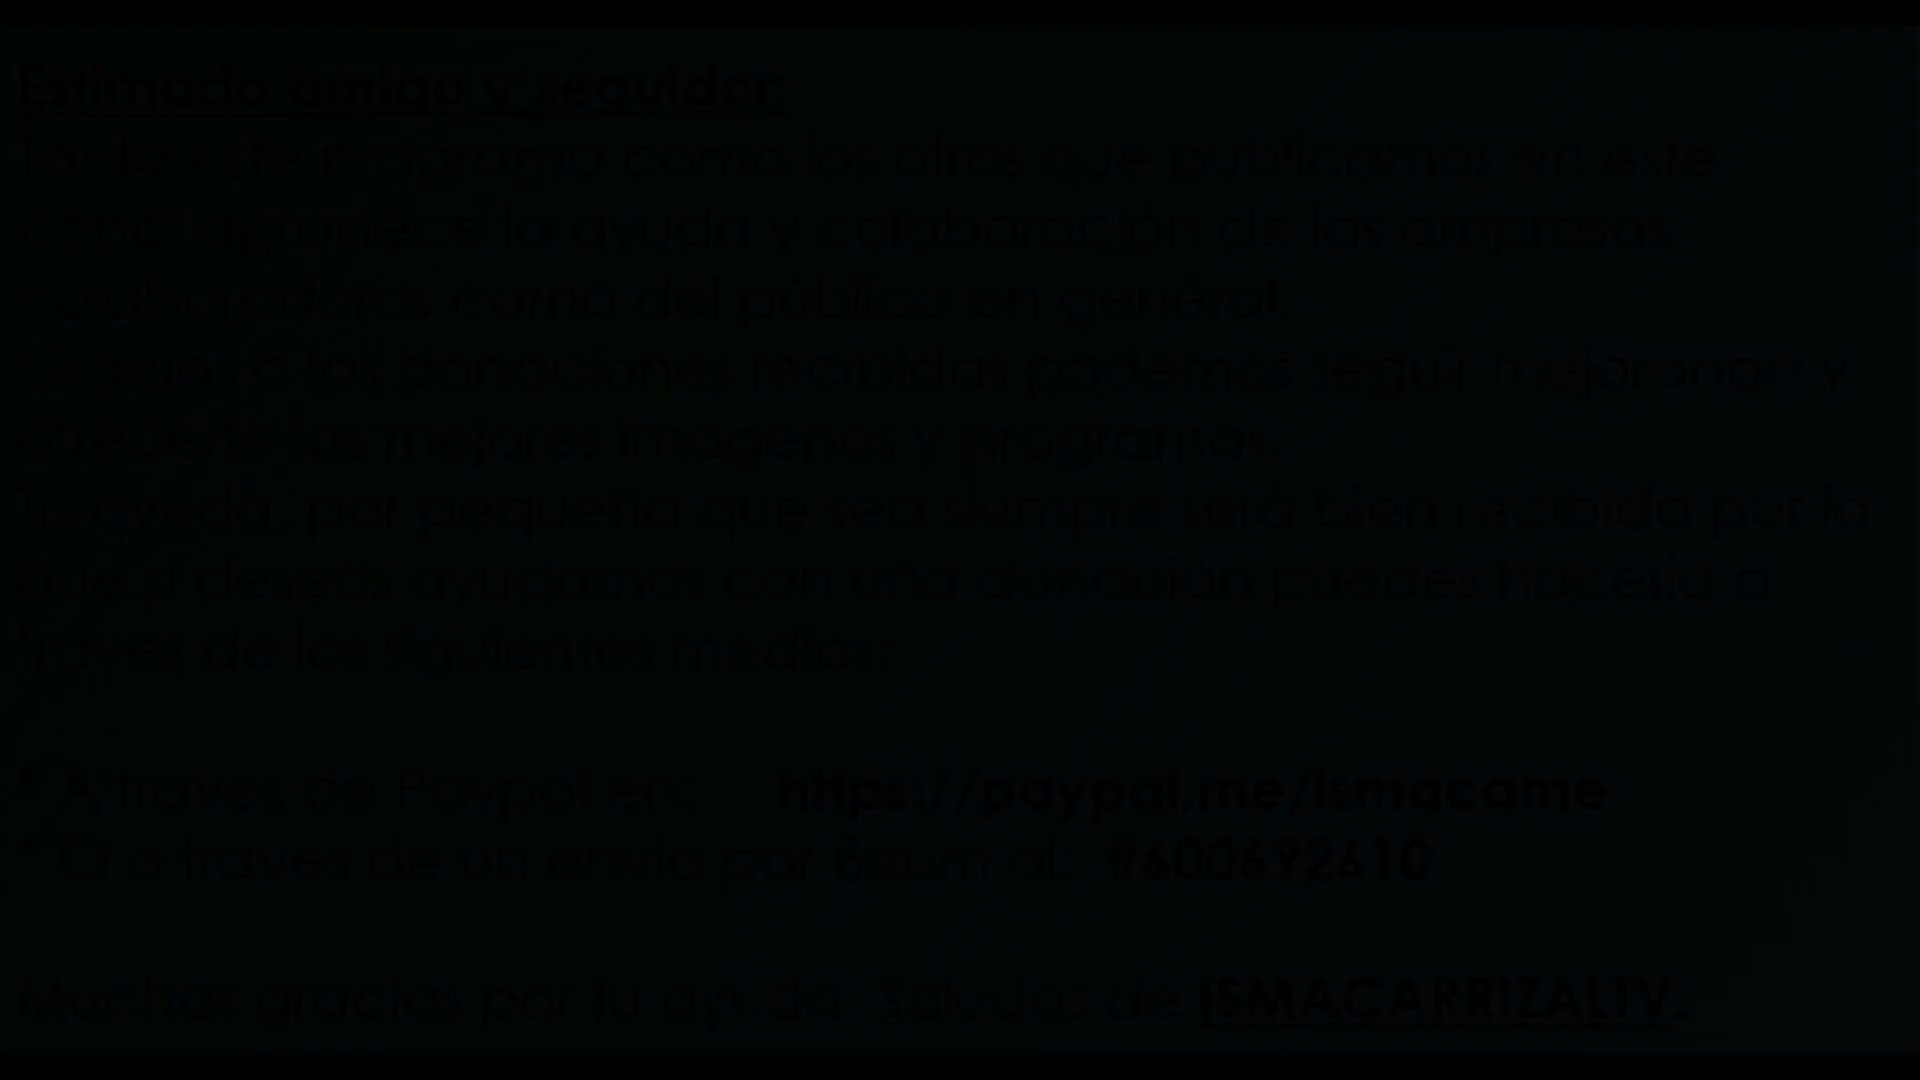 Estimado amigo y seguidor:
Tanto este programa como los otros que publicamos en este
canal agradece la ayuda y colaboración de las empresas
colaboradoras como del público en general.
Gracias a las donaciones recibidas podemos seguir mejorando y
ofrecerle las mejores imágenes y programas.
Tu ayuda, por pequeña que sea siempre será bien recibida por lo
que si deseas ayudarnos con una donación puedes hacerla a
través de los siguientes medios:
* A través de Paypal en: https://paypal.me/ismacame
* O a través de un envío por Bizum al #600692610
Muchas gracias por tu ayuda. Saludos de ISMACARRIZALTV.